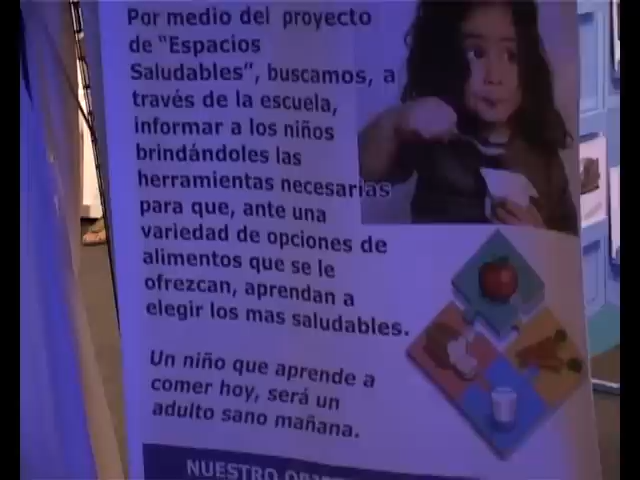 Por medio del proyecto
de "Espacios
Saludables", buscamos, a
través de la escuela,
informar a los niños
brindándoles las
herramientas necesarias
para que, ante una
variedad de opciones de
alimentos que se le
ofrezcan, aprendan a
elegir los mas saludables.
Un niño que aprende a
comer hoy, será un
adulto sano mañana.
NUESTRO